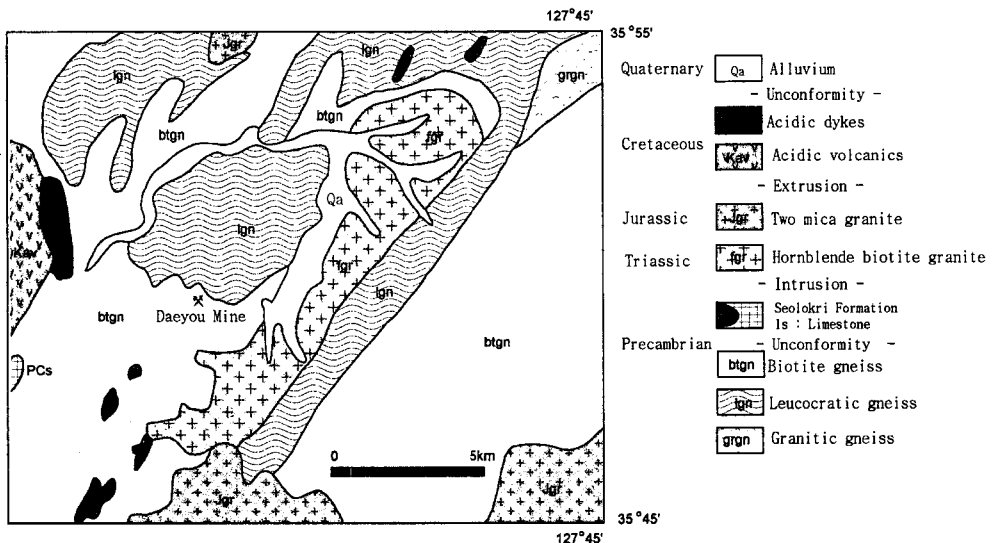 127°45'
35°55'
Jgr
lgn
lgn
grgn
btgn
btgn
fgr
Kav
Qa
lgn
fgr
lgn
Daeyou Mine
btgn
btgn
PCs
0 5km
Jgr
Jgr
35°45'
127°45'
Quaternary Qa Alluvium
- Unconformity -
Acidic dykes
Cretaceous
Kav Acidic volcanics
- Extrusion -
Jurassic Jgr Two mica granite
Triassic fgr Hornblende biotite granite
- Intrusion -
Seolokri Formation
ls : Limestone
Precambrian - Unconformity -
btgn Biotite gneiss
lgn Leucocratic gneiss
grgn Granitic gneiss